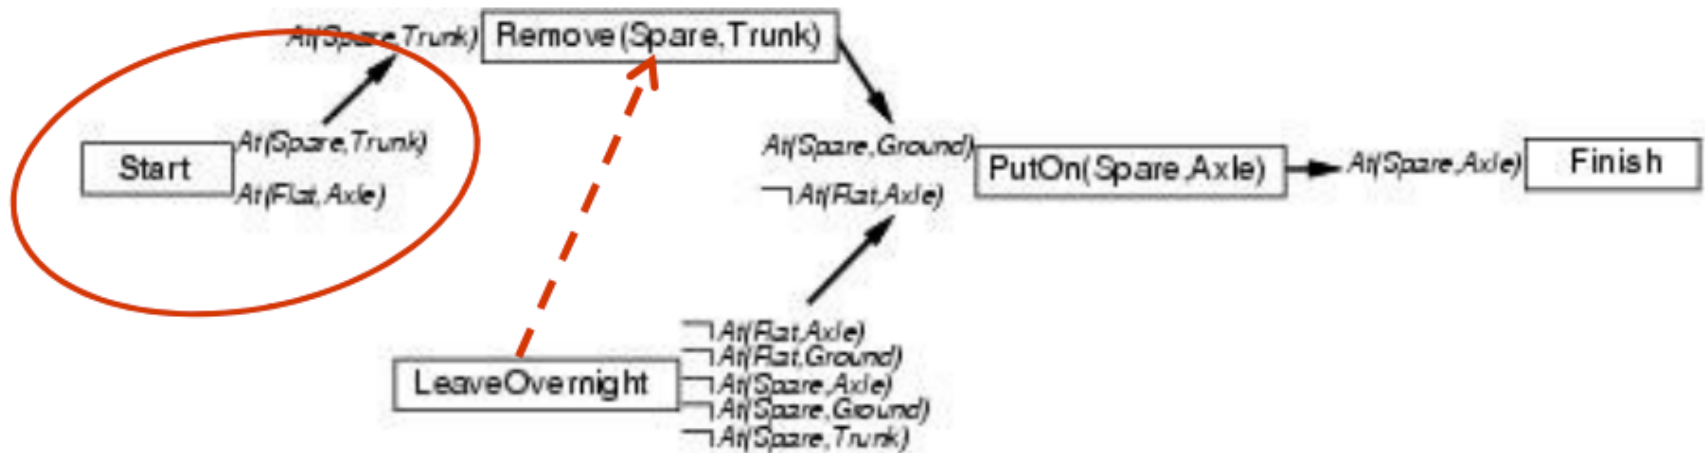 At(Spare,Trunk) Remove(Spare,Trunk)
Start
At(Spare,Trunk)
At(Flat,Axle)
At(Spare,Ground)
¬At(Flat,Axle)
PutOn(Spare,Axle)
At(Spare,Axle) Finish
LeaveOvernight
¬At(Flat,Axle)
¬At(Flat,Ground)
¬At(Spare,Axle)
¬At(Spare,Ground)
¬At(Spare,Trunk)